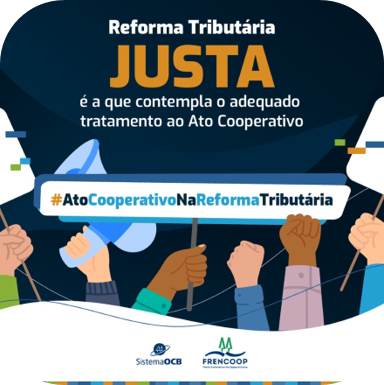 Reforma Tributária
JUSTA
é a que contempla o adequado
tratamento ao Ato Cooperativo
#AtoCooperativoNaReformaTributária
SistemaOCB
FRENCOOP